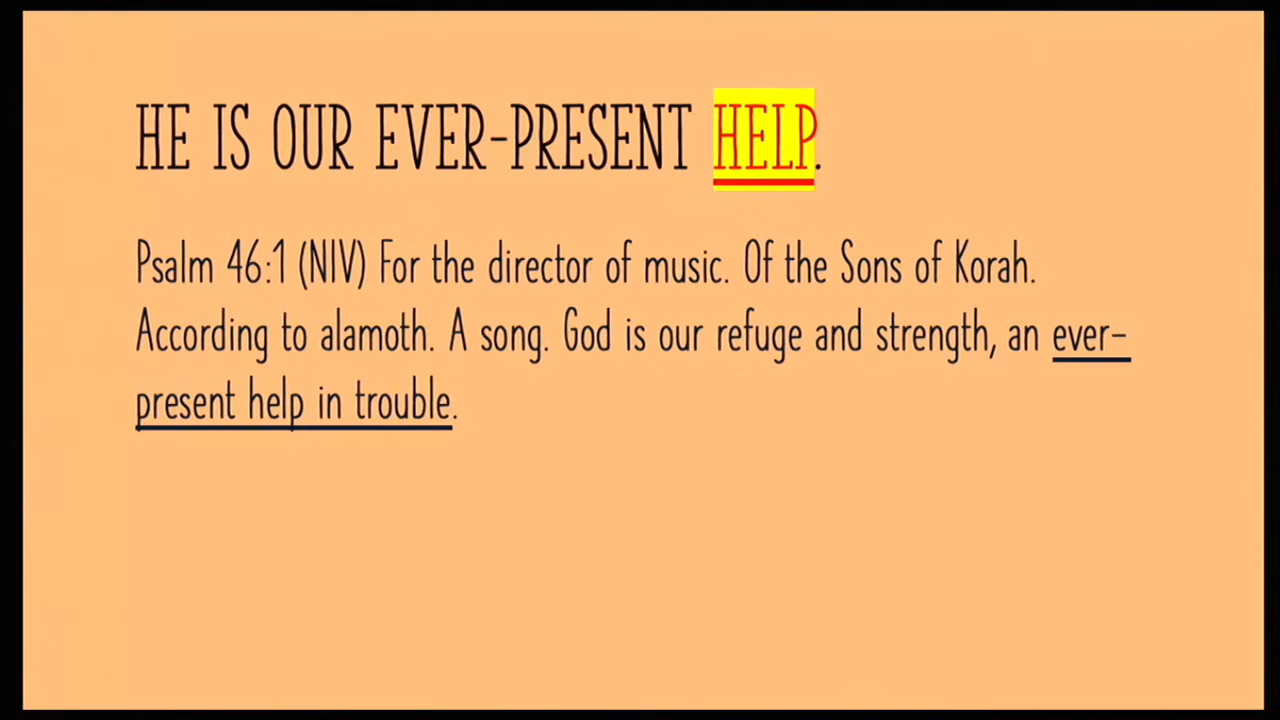 HE IS OUR EVER-PRESENT HELP.
Psalm 46:1 (NIV) For the director of music. Of the Sons of Korah.
According to alamoth. A song. God is our refuge and strength, an ever-
present help in trouble.